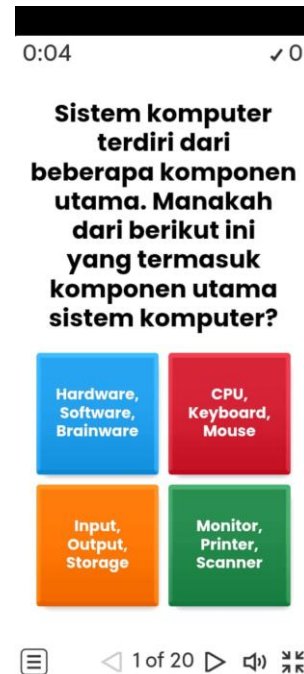 0:04
✓ 0
Sistem komputer
terdiri dari
beberapa komponen
utama. Manakah
dari berikut ini
yang termasuk
komponen utama
sistem komputer?
Hardware,
Software,
Brainware
CPU,
Keyboard,
Mouse
Input,
Output,
Storage
Monitor,
Printer,
Scanner
1 of 20